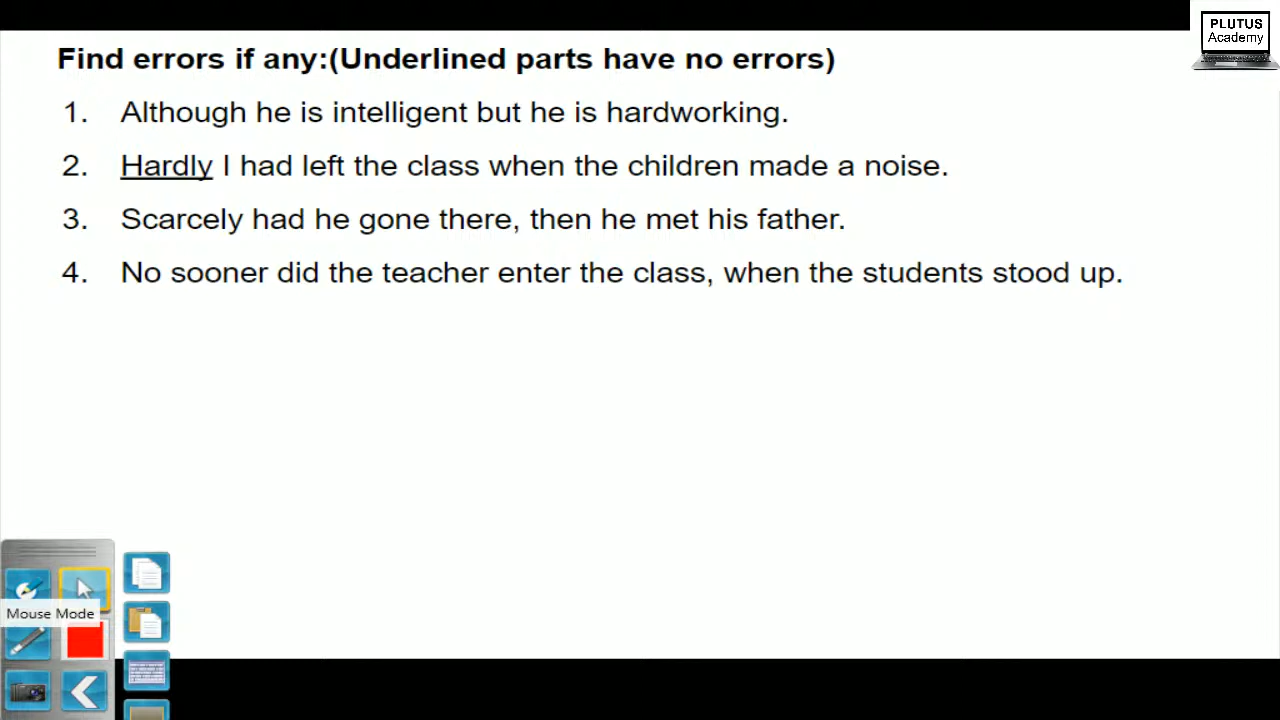 PLUTUS
Academy
Find errors if any:(Underlined parts have no errors)
1. Although he is intelligent but he is hardworking.
2. Hardly I had left the class when the children made a noise.
3. Scarcely had he gone there, then he met his father.
4. No sooner did the teacher enter the class, when the students stood up.
Mouse Mode